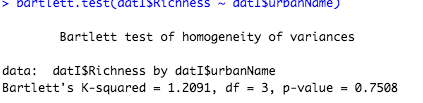 > bartlett.test(datI$Richness ~ datI$urbanName)
Bartlett test of homogeneity of variances
data:  datI$Richness by datI$urbanName
Bartlett's K-squared = 1.2091, df = 3, p-value = 0.7508